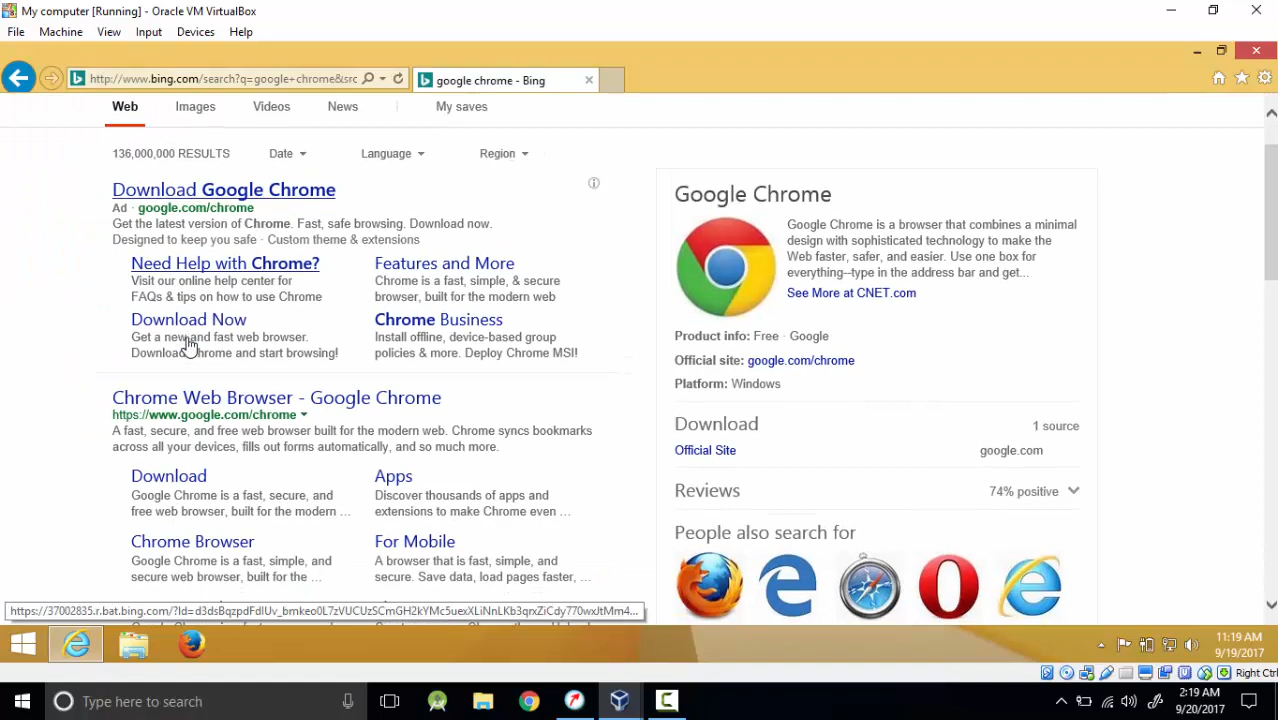 My computer [Running] - Oracle VM VirtualBox
File Machine View Input Devices Help
http://www.bing.com/search?q=google+chrome&src
google chrome - Bing
Web Images Videos News My saves
136,000,000 RESULTS Date Language Region
Download Google Chrome
Ad · google.com/chrome
Get the latest version of Chrome. Fast, safe browsing. Download now.
Designed to keep you safe · Custom theme & extensions
Need Help with Chrome?
Visit our online help center for
FAQs & tips on how to use Chrome
Features and More
Chrome is a fast, simple, & secure
browser, built for the modern web
Download Now
Get a new and fast web browser.
Download Chrome and start browsing!
Chrome Business
Install offline, device-based group
policies & more. Deploy Chrome MSI!
Chrome Web Browser - Google Chrome
https://www.google.com/chrome
A fast, secure, and free web browser built for the modern web. Chrome syncs bookmarks
across all your devices, fills out forms automatically, and so much more.
Download
Google Chrome is a fast, secure, and
free web browser, built for the modern ...
Apps
Discover thousands of apps and
extensions to make Chrome even ...
Chrome Browser
Google Chrome is a fast, simple, and
secure web browser, built for the ...
For Mobile
A browser that is fast, simple, and
secure. Save data, load pages faster, ...
Google Chrome
Google Chrome is a browser that combines a minimal
design with sophisticated technology to make the
Web faster, safer, and easier. Use one box for
everything--type in the address bar and get...
See More at CNET.com
Product info: Free · Google
Official site: google.com/chrome
Platform: Windows
Download 1 source
Official Site google.com
Reviews 74% positive
People also search for
11:19 AM
9/19/2017
Right Ctrl
Type here to search
2:19 AM
9/20/2017